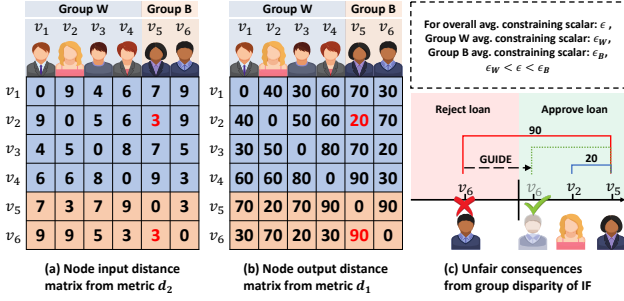 Group W Group B
v1 v2 v3 v4 v5 v6
v1 0 9 4 6 7 9
v2 9 0 5 6 3 9
v3 4 5 0 8 7 5
v4 6 6 8 0 9 3
v5 7 3 7 9 0 3
v6 9 9 5 3 3 0
(a) Node input distance
matrix from metric d2
Group W Group B
v1 v2 v3 v4 v5 v6
v1 0 40 30 60 70 30
v2 40 0 50 60 20 70
v3 30 50 0 80 70 20
v4 60 60 80 0 90 30
v5 70 20 70 90 0 90
v6 30 70 20 30 90 0
(b) Node output distance
matrix from metric d1
For overall avg. constraining scalar: ϵ ,
Group W avg. constraining scalar: ϵW,
Group B avg. constraining scalar: ϵB,
ϵW < ϵ < ϵB
Reject loan Approve loan
90
GUIDE 20
v6 v6 v2 v5
(c) Unfair consequences
from group disparity of IF